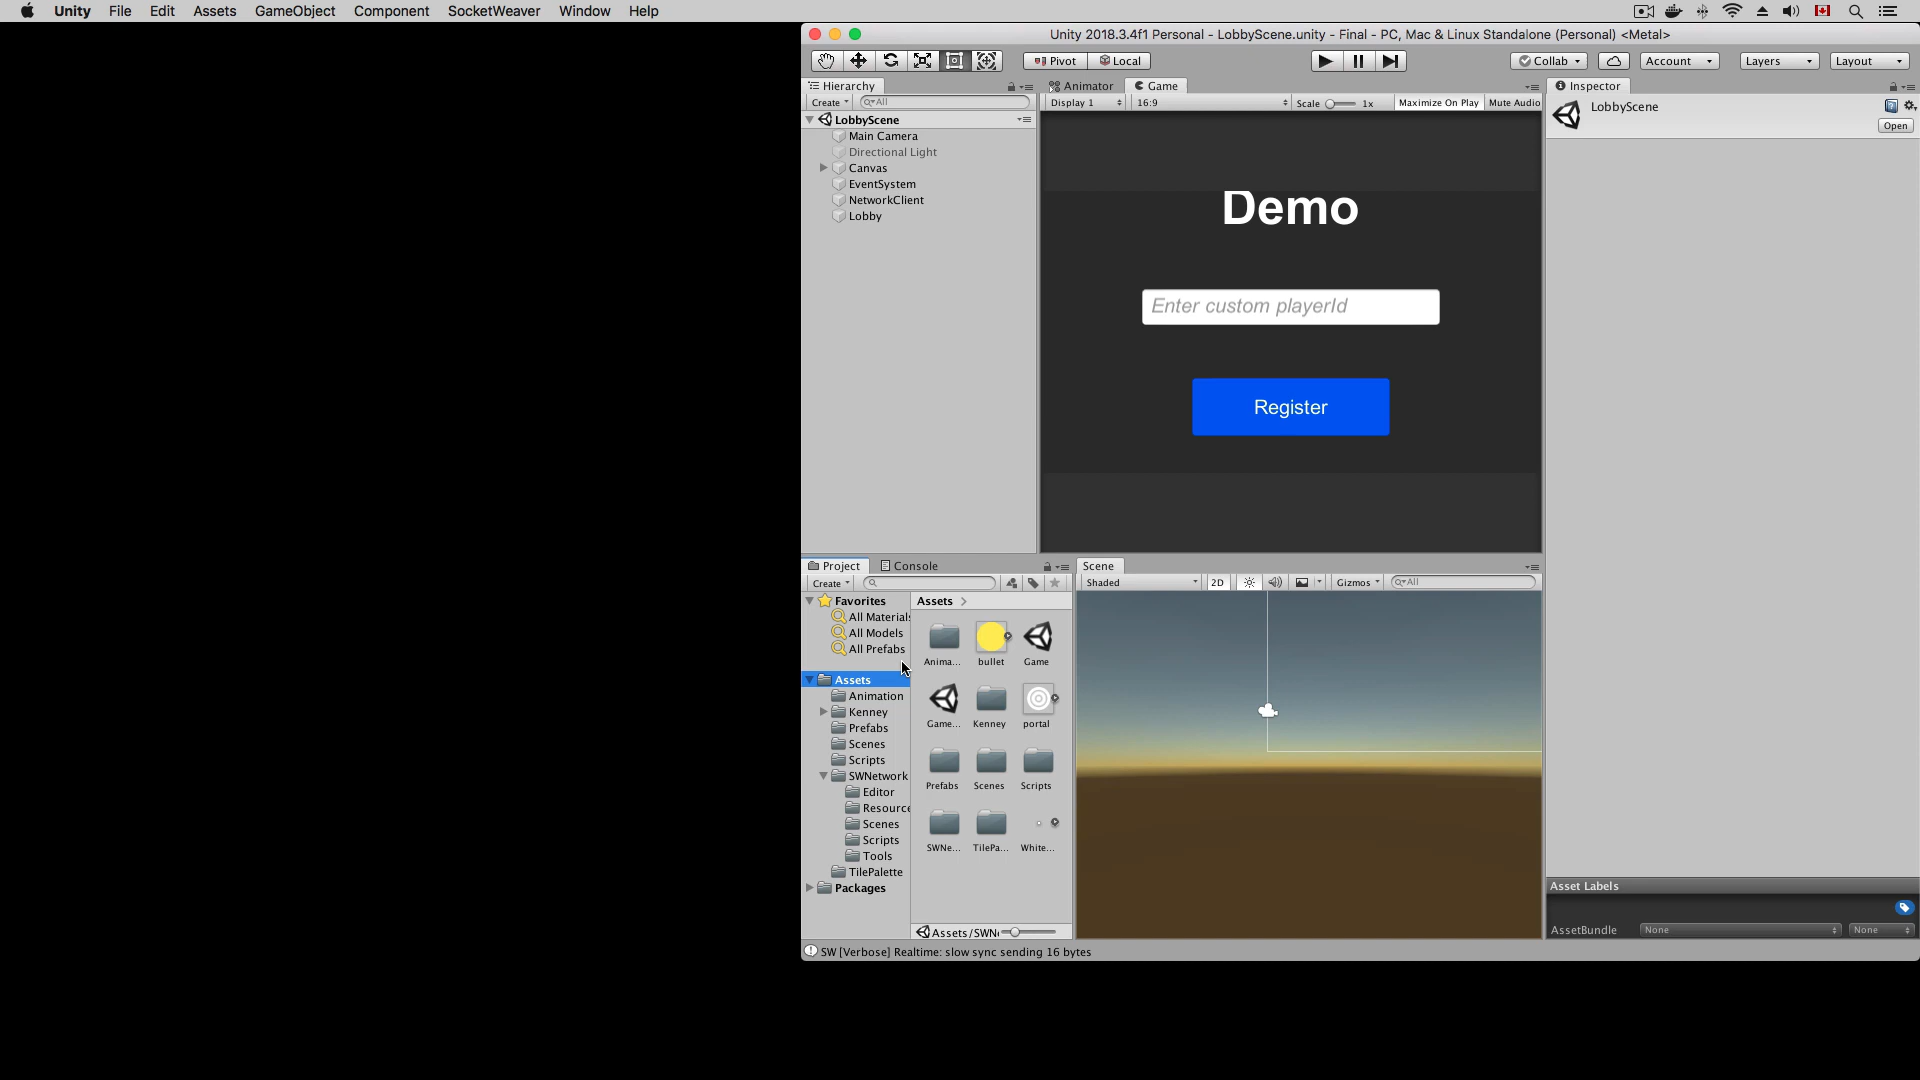 Unity File Edit Assets GameObject Component SocketWeaver Window Help
Unity 2018.3.4f1 Personal - LobbyScene.unity - Final - PC, Mac & Linux Standalone (Personal) <Metal>
Pivot Local Collab Account Layers Layout
Hierarchy Animator Game Inspector
Create All Display 1 16:9 Scale 1x Maximize On Play Mute Audio
LobbyScene
Open
LobbyScene
Main Camera
Directional Light
Canvas
EventSystem
NetworkClient
Lobby
Demo
Enter custom playerId
Register
Project Console Scene
Create Shaded 2D Gizmos All
Favorites
All Materials
All Models
All Prefabs
Assets
Animation
Kenney
Prefabs
Scenes
Scripts
SWNetwork
Editor
Resource
Scenes
Scripts
Tools
TilePalette
Packages
Assets
Anima... bullet Game
Game... Kenney portal
Prefabs Scenes Scripts
SWNe... TilePa... White...
Assets/SWN
Asset Labels
AssetBundle None None
SW [Verbose] Realtime: slow sync sending 16 bytes